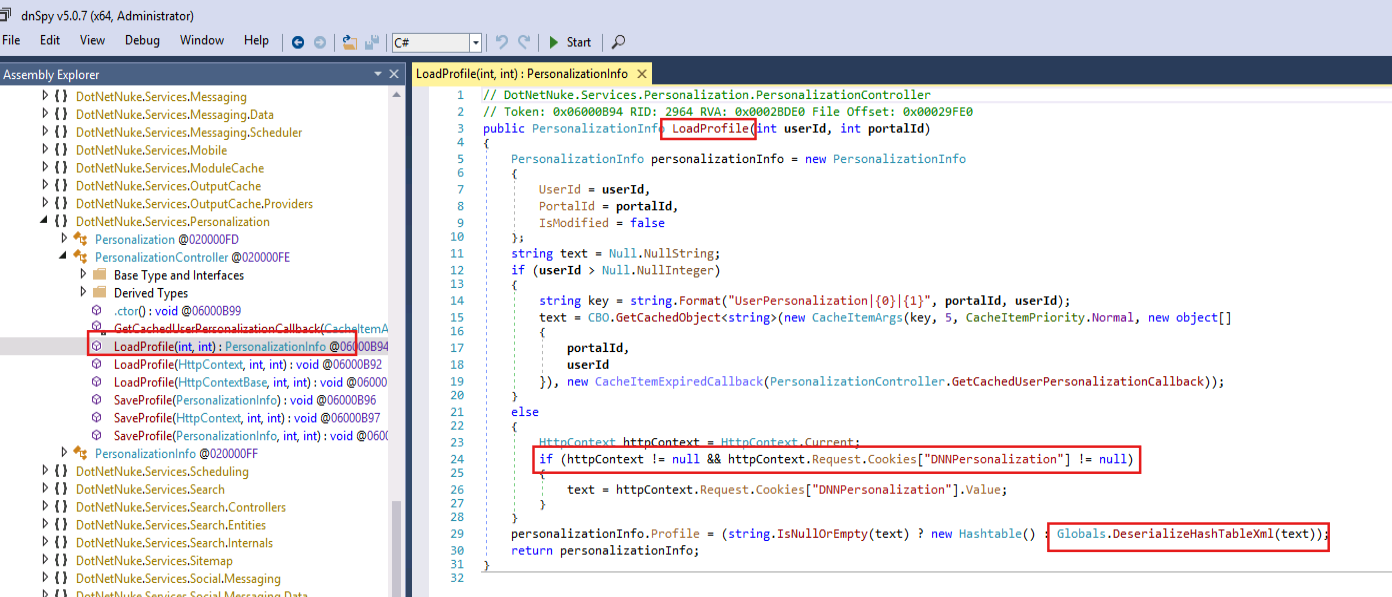 dnSpy v5.0.7 (x64, Administrator)
File Edit View Debug Window Help C# Start
Assembly Explorer
{ } DotNetNuke.Services.Messaging
{ } DotNetNuke.Services.Messaging.Data
{ } DotNetNuke.Services.Messaging.Scheduler
{ } DotNetNuke.Services.Mobile
{ } DotNetNuke.Services.ModuleCache
{ } DotNetNuke.Services.OutputCache
{ } DotNetNuke.Services.OutputCache.Providers
{ } DotNetNuke.Services.Personalization
Personalization @020000FD
PersonalizationController @020000FE
Base Type and Interfaces
Derived Types
.ctor() : void @06000B99
GetCachedUserPersonalizationCallback(CacheItemA
LoadProfile(int, int) : PersonalizationInfo @06000B94
LoadProfile(HttpContext, int, int) : void @06000B92
LoadProfile(HttpContextBase, int, int) : void @06000
SaveProfile(PersonalizationInfo) : void @06000B96
SaveProfile(HttpContext, int, int) : void @06000B97
SaveProfile(PersonalizationInfo, int, int) : void @060
PersonalizationInfo @020000FF
{ } DotNetNuke.Services.Scheduling
{ } DotNetNuke.Services.Search
{ } DotNetNuke.Services.Search.Controllers
{ } DotNetNuke.Services.Search.Entities
{ } DotNetNuke.Services.Search.Internals
{ } DotNetNuke.Services.Sitemap
{ } DotNetNuke.Services.Social.Messaging
{ } DotNetNuke.Services.Social.Messaging.Data
LoadProfile(int, int) : PersonalizationInfo
1 // DotNetNuke.Services.Personalization.PersonalizationController
2 // Token: 0x06000B94 RID: 2964 RVA: 0x0002BDE0 File Offset: 0x00029FE0
3 public PersonalizationInfo LoadProfile(int userId, int portalId)
4 {
5 PersonalizationInfo personalizationInfo = new PersonalizationInfo
6 {
7 UserId = userId,
8 PortalId = portalId,
9 IsModified = false
10 };
11 string text = Null.NullString;
12 if (userId > Null.NullInteger)
13 {
14 string key = string.Format("UserPersonalization|{0}|{1}", portalId, userId);
15 text = CBO.GetCachedObject<string>(new CacheItemArgs(key, 5, CacheItemPriority.Normal, new object[]
16 {
17 portalId,
18 userId
19 }), new CacheItemExpiredCallback(PersonalizationController.GetCachedUserPersonalizationCallback));
20 }
21 else
22 {
23 HttpContext httpContext = HttpContext.Current;
24 if (httpContext != null && httpContext.Request.Cookies["DNNPersonalization"] != null)
25 {
26 text = httpContext.Request.Cookies["DNNPersonalization"].Value;
27 }
28 }
29 personalizationInfo.Profile = (string.IsNullOrEmpty(text) ? new Hashtable() : Globals.DeserializeHashTableXml(text));
30 return personalizationInfo;
31 }
32